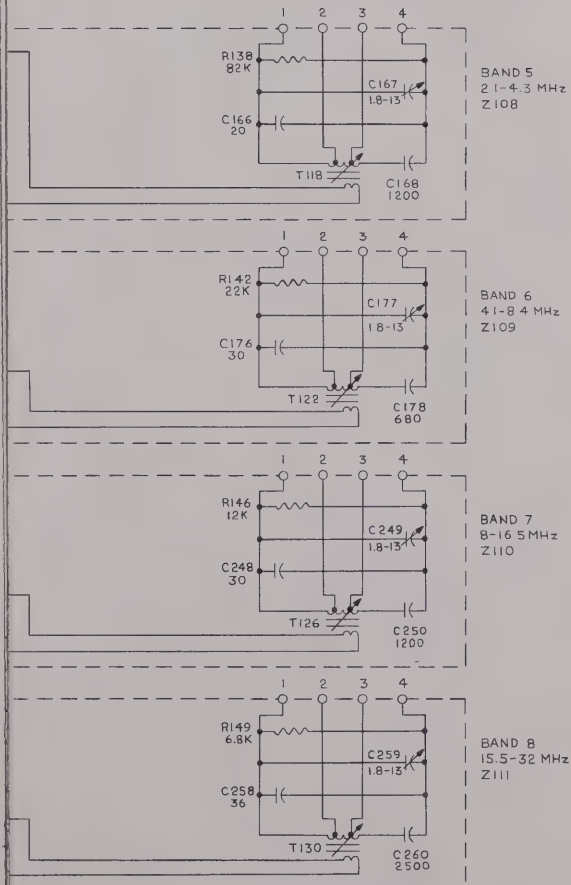 1 2 3 4
R138
82K
C167
1.8-13
C166
20
T118
C168
1200
BAND 5
2 1-4.3 MHz
Z108
1 2 3 4
R142
22K
C177
1.8-13
C176
30
T122
C178
680
BAND 6
4 1-8 4 MHz
Z109
1 2 3 4
R146
12K
C249
1.8-13
C248
30
T126
C250
1200
BAND 7
8-16 5 MHz
Z110
1 2 3 4
R149
6.8K
C259
1.8-13
C258
36
T130
C260
2500
BAND 8
15.5-32 MHz
Z111